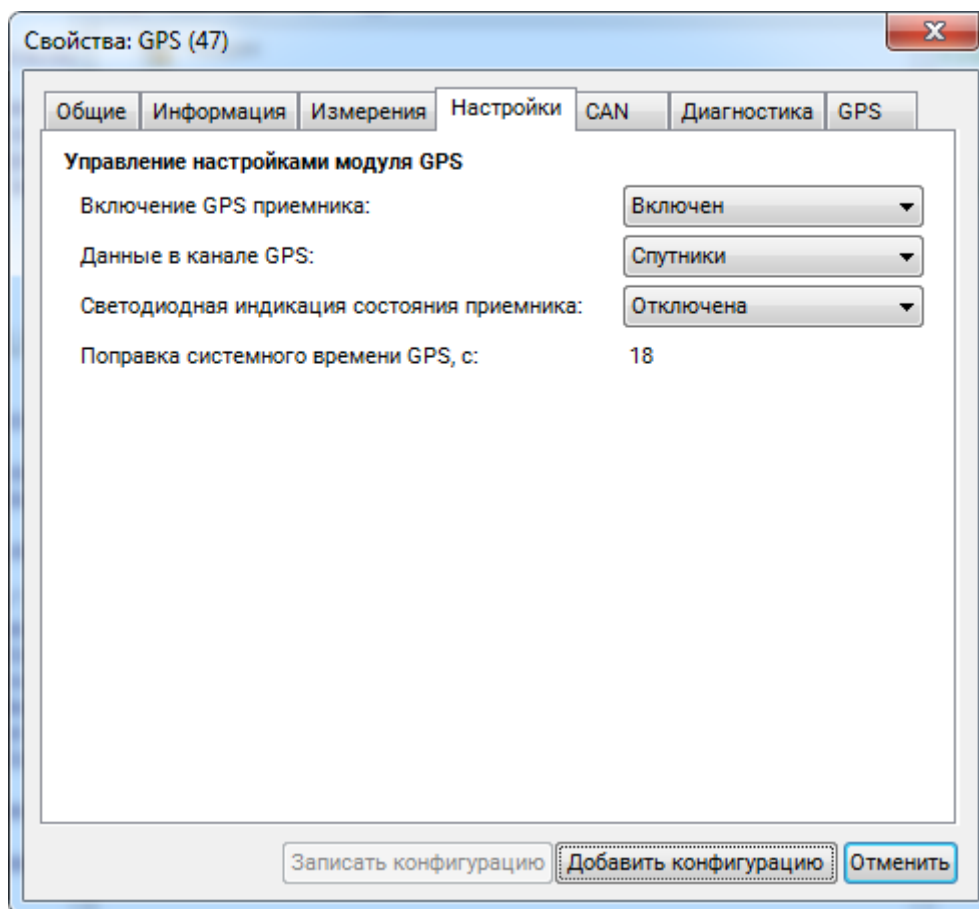 Свойства: GPS (47)
Общие Информация Измерения Настройки CAN Диагностика GPS
Управление настройками модуля GPS
Включение GPS приемника: Включен
Данные в канале GPS: Спутники
Светодиодная индикация состояния приемника: Отключена
Поправка системного времени GPS, с: 18
Записать конфигурацию Добавить конфигурацию Отменить